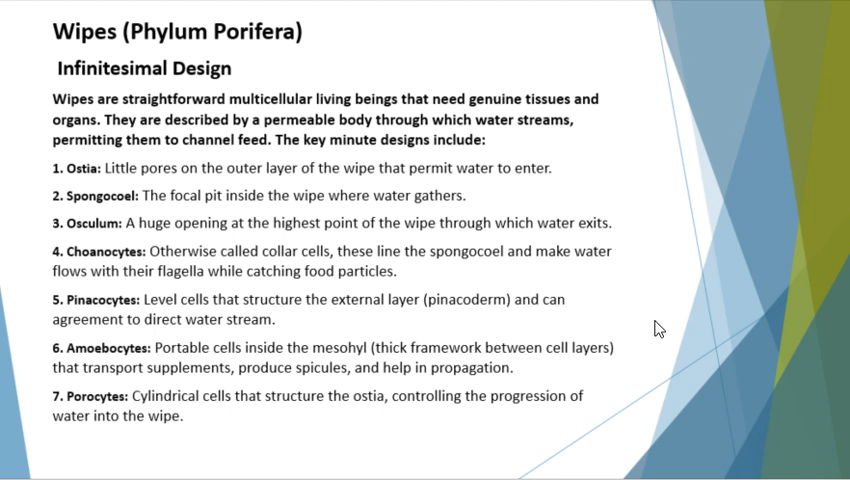 Wipes (Phylum Porifera)
Infinitesimal Design
Wipes are straightforward multicellular living beings that need genuine tissues and
organs. They are described by a permeable body through which water streams,
permitting them to channel feed. The key minute designs include:
1. Ostia: Little pores on the outer layer of the wipe that permit water to enter.
2. Spongocoel: The focal pit inside the wipe where water gathers.
3. Osculum: A huge opening at the highest point of the wipe through which water exits.
4. Choanocytes: Otherwise called collar cells, these line the spongocoel and make water
flows with their flagella while catching food particles.
5. Pinacocytes: Level cells that structure the external layer (pinacoderm) and can
agreement to direct water stream.
6. Amoebocytes: Portable cells inside the mesohyl (thick framework between cell layers)
that transport supplements, produce spicules, and help in propagation.
7. Porocytes: Cylindrical cells that structure the ostia, controlling the progression of
water into the wipe.